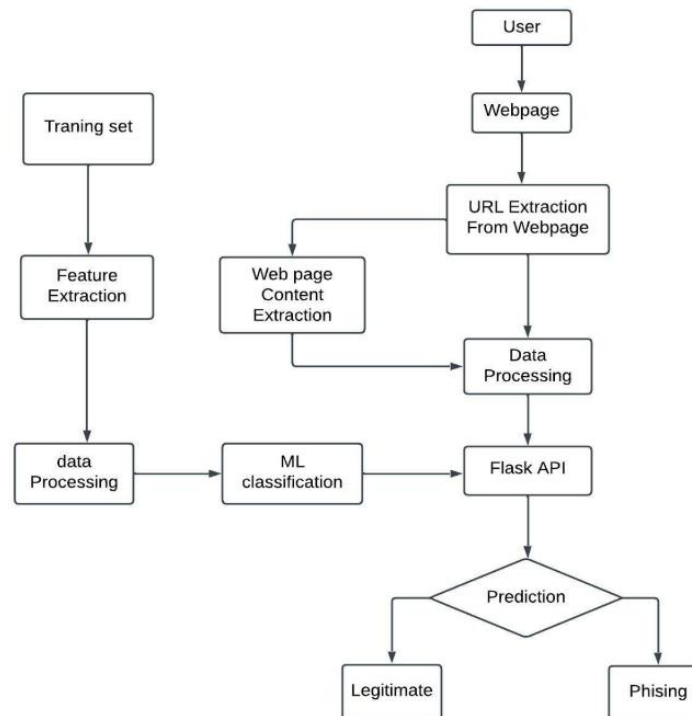 User
Webpage
Traning set
URL Extraction
From Webpage
Feature
Extraction
Web page
Content
Extraction
Data
Processing
data
Processing
ML
classification
Flask API
Prediction
Legitimate
Phising